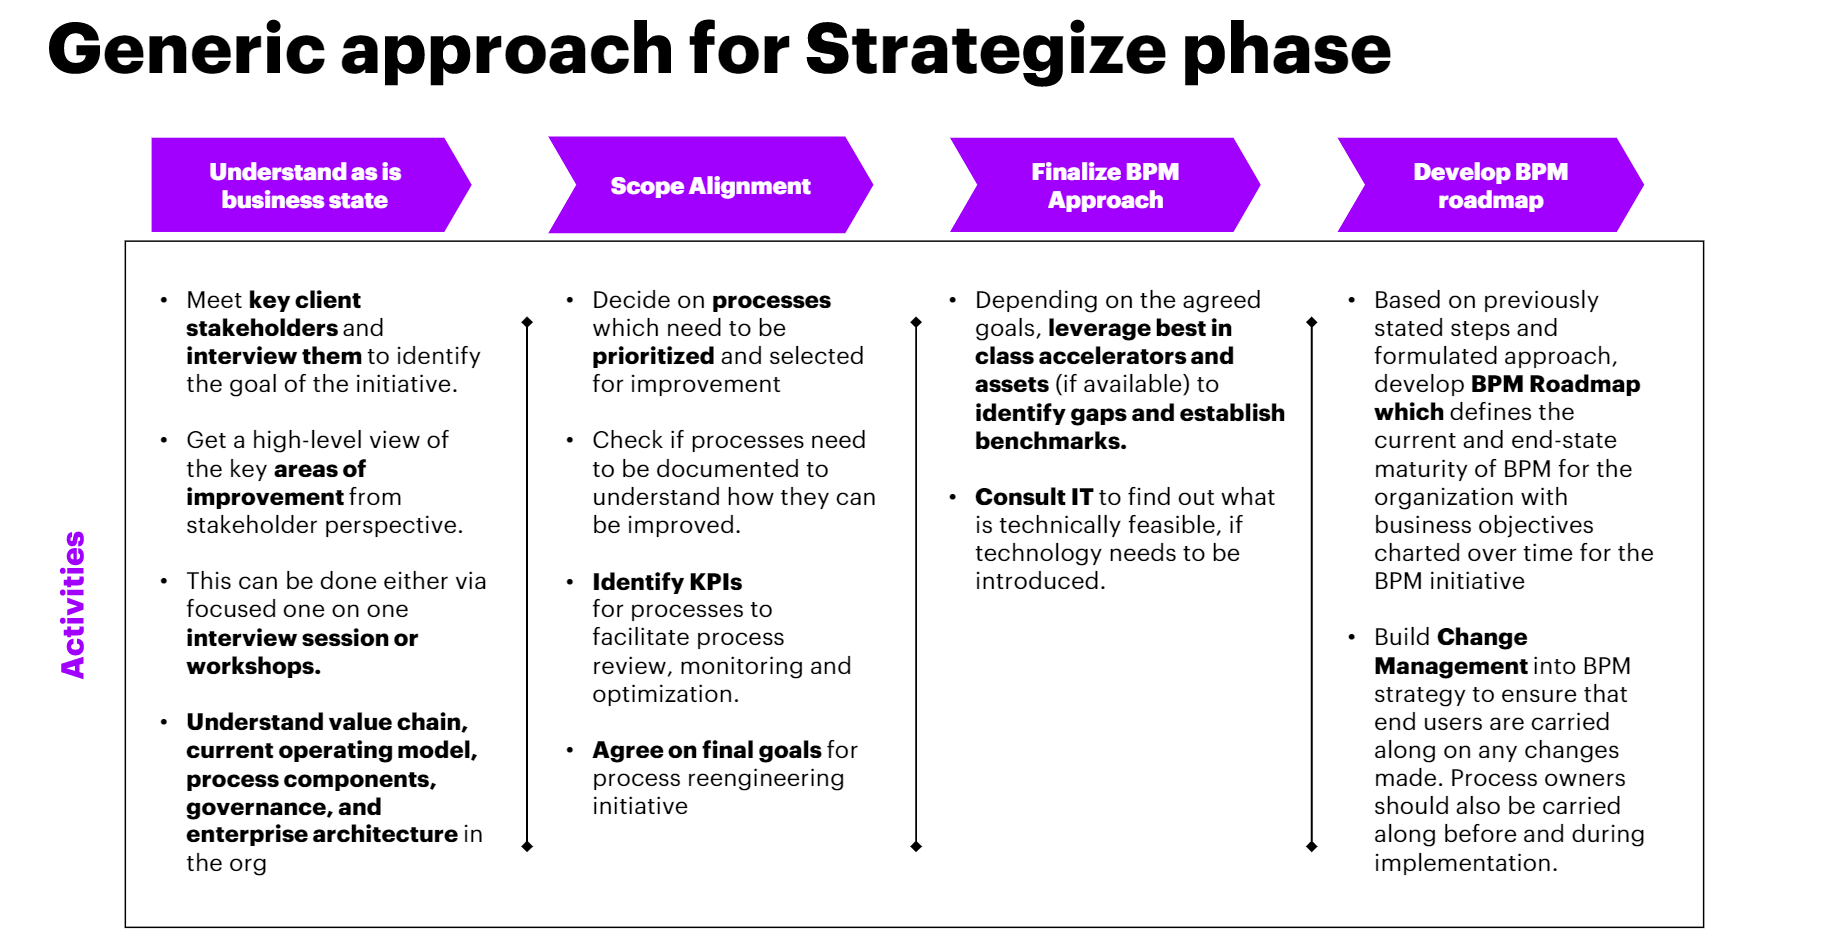 Generic approach for Strategize phase
Understand as is
business state
Scope Alignment
Finalize BPM
Approach
Develop BPM
roadmap
Activities
• Meet key client
stakeholders and
interview them to identify
the goal of the initiative.
• Get a high-level view of
the key areas of
improvement from
stakeholder perspective.
• This can be done either via
focused one on one
interview session or
workshops.
• Understand value chain,
current operating model,
process components,
governance, and
enterprise architecture in
the org
• Decide on processes
which need to be
prioritized and selected
for improvement
• Check if processes need
to be documented to
understand how they can
be improved.
• Identify KPIs
for processes to
facilitate process
review, monitoring and
optimization.
• Agree on final goals for
process reengineering
initiative
• Depending on the agreed
goals, leverage best in
class accelerators and
assets (if available) to
identify gaps and establish
benchmarks.
• Consult IT to find out what
is technically feasible, if
technology needs to be
introduced.
• Based on previously
stated steps and
formulated approach,
develop BPM Roadmap
which defines the
current and end-state
maturity of BPM for the
organization with
business objectives
charted over time for the
BPM initiative
• Build Change
Management into BPM
strategy to ensure that
end users are carried
along on any changes
made. Process owners
should also be carried
along before and during
implementation.